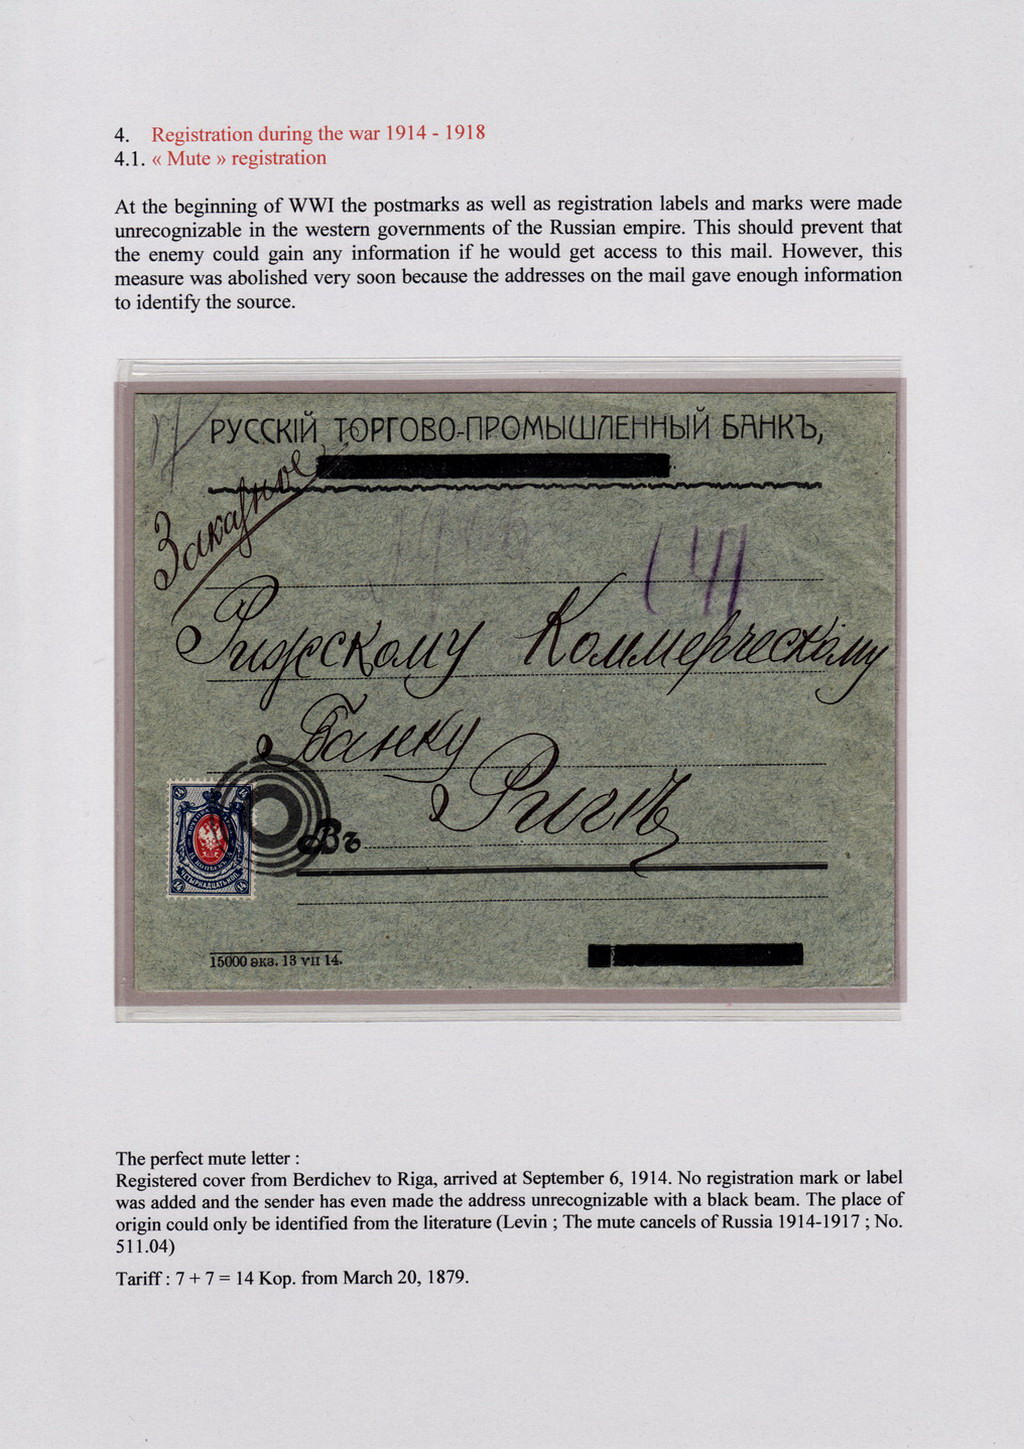 4. Registration during the war 1914 - 1918
4.1. « Mute » registration
At the beginning of WWI the postmarks as well as registration labels and marks were made
unrecognizable in the western governments of the Russian empire. This should prevent that
the enemy could gain any information if he would get access to this mail. However, this
measure was abolished very soon because the addresses on the mail gave enough information
to identify the source.
РУССКІЙ ТОРГОВО-ПРОМЫШЛЕННЫЙ БАНКЪ,
Заказное
Рижскому Коммерческому
Банку
Въ Ригѣ
ЧЕТЫРНАДЦАТЬ КОП.
14 14
15000 экз. 13 VII 14.
The perfect mute letter :
Registered cover from Berdichev to Riga, arrived at September 6, 1914. No registration mark or label
was added and the sender has even made the address unrecognizable with a black beam. The place of
origin could only be identified from the literature (Levin ; The mute cancels of Russia 1914-1917 ; No.
511.04)
Tariff : 7 + 7 = 14 Kop. from March 20, 1879.